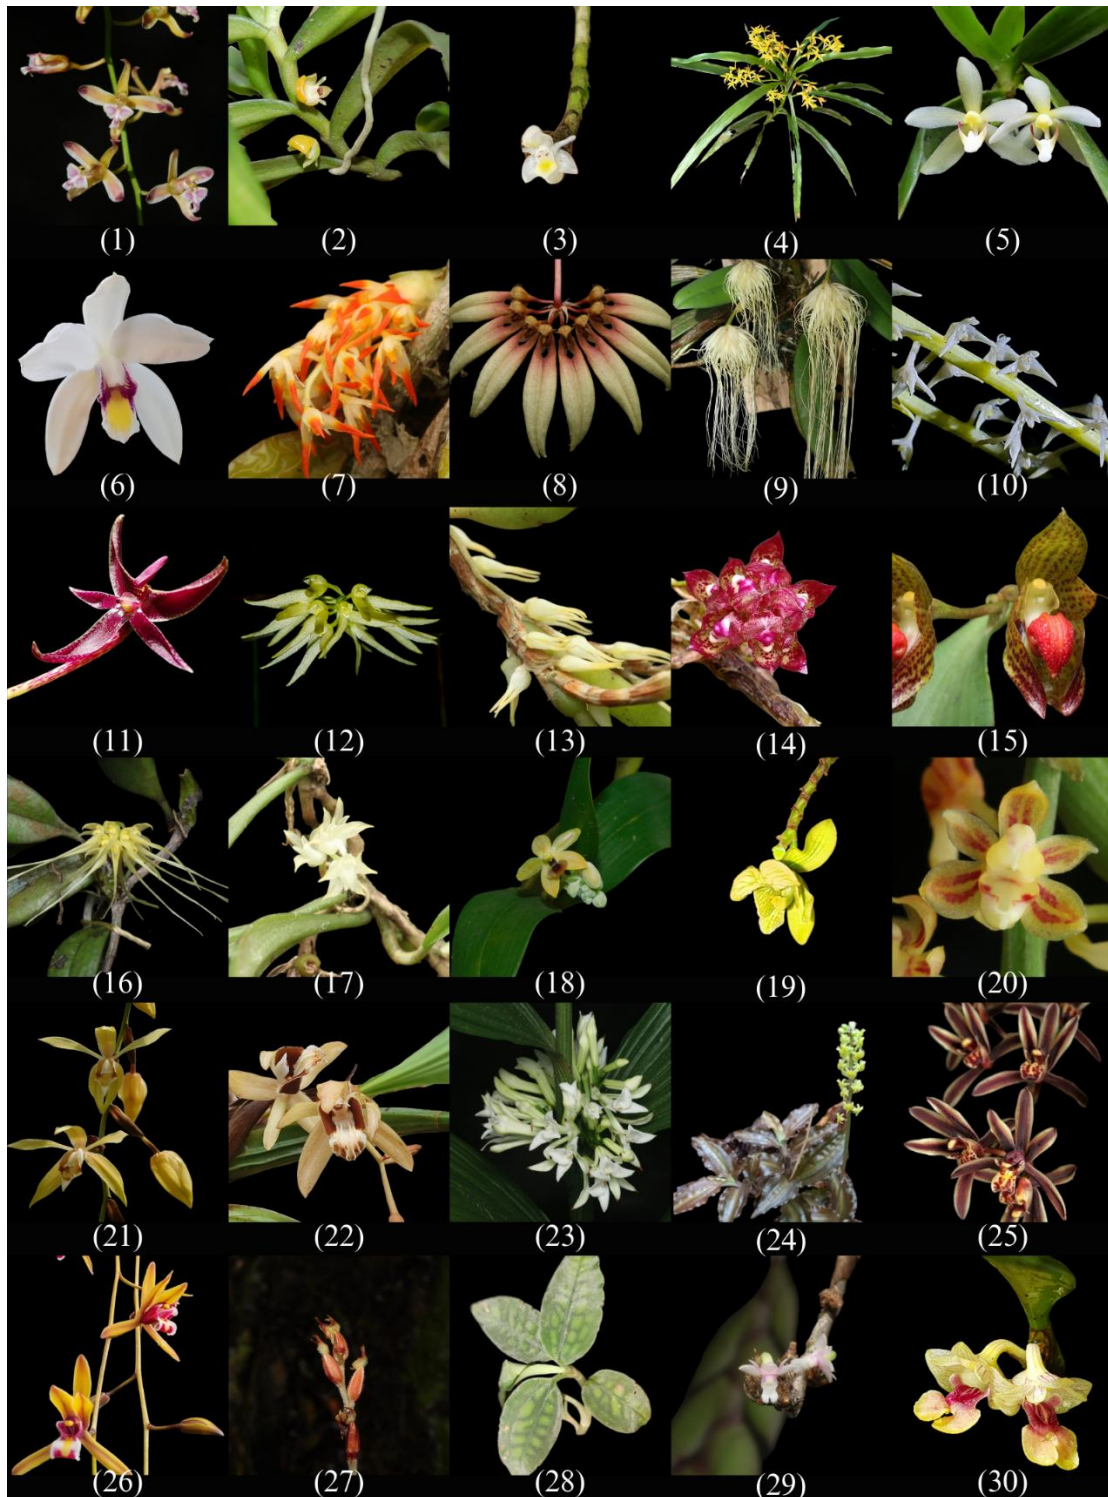 (1) (2) (3) (4) (5)
(6) (7) (8) (9) (10)
(11) (12) (13) (14) (15)
(16) (17) (18) (19) (20)
(21) (22) (23) (24) (25)
(26) (27) (28) (29) (30)